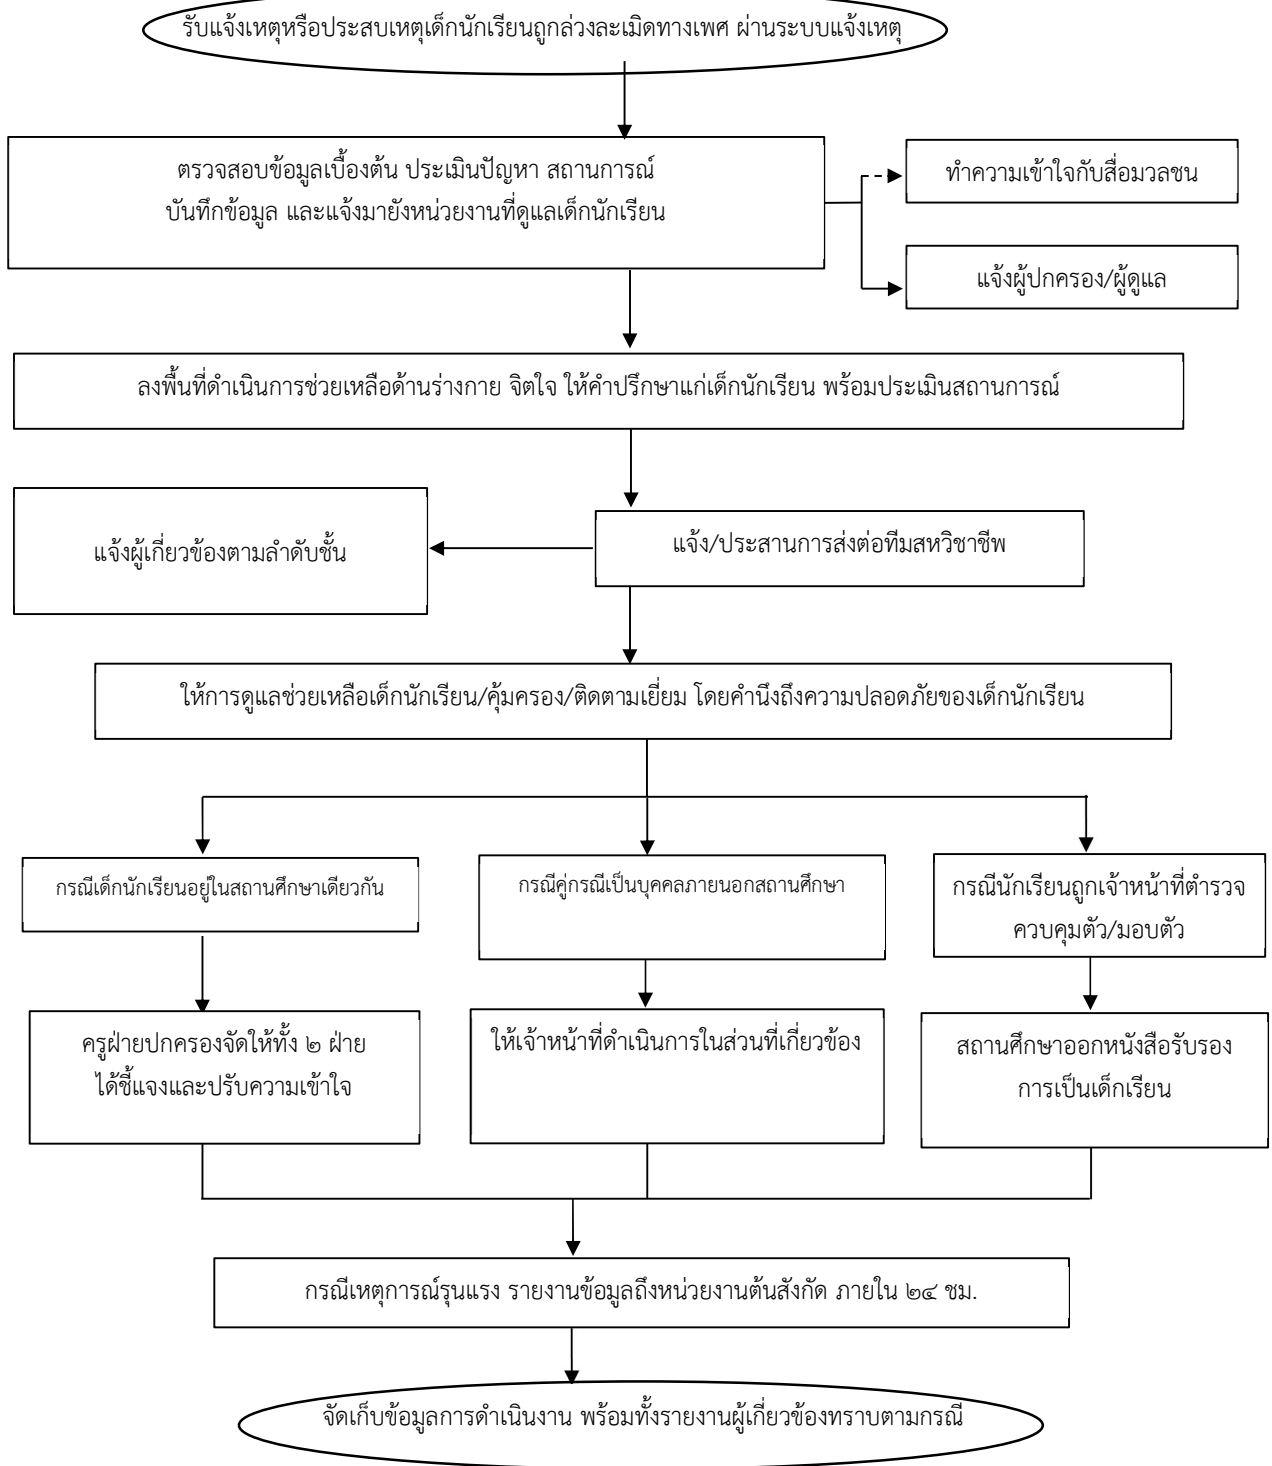 รับแจ้งเหตุหรือประสบเหตุเด็กนักเรียนถูกล่วงละเมิดทางเพศ ผ่านระบบแจ้งเหตุ
ตรวจสอบข้อมูลเบื้องต้น ประเมินปัญหา สถานการณ์
บันทึกข้อมูล และแจ้งมายังหน่วยงานที่ดูแลเด็กนักเรียน
ทำความเข้าใจกับสื่อมวลชน
แจ้งผู้ปกครอง/ผู้ดูแล
ลงพื้นที่ดำเนินการช่วยเหลือด้านร่างกาย จิตใจ ให้คำปรึกษาแก่เด็กนักเรียน พร้อมประเมินสถานการณ์
แจ้งผู้เกี่ยวข้องตามลำดับชั้น
แจ้ง/ประสานการส่งต่อทีมสหวิชาชีพ
ให้การดูแลช่วยเหลือเด็กนักเรียน/คุ้มครอง/ติดตามเยี่ยม โดยคำนึงถึงความปลอดภัยของเด็กนักเรียน
กรณีเด็กนักเรียนอยู่ในสถานศึกษาเดียวกัน
กรณีคู่กรณีเป็นบุคคลภายนอกสถานศึกษา
กรณีนักเรียนถูกเจ้าหน้าที่ตำรวจ
ควบคุมตัว/มอบตัว
ครูฝ่ายปกครองจัดให้ทั้ง ๒ ฝ่าย
ได้ชี้แจงและปรับความเข้าใจ
ให้เจ้าหน้าที่ดำเนินการในส่วนที่เกี่ยวข้อง
สถานศึกษาออกหนังสือรับรอง
การเป็นเด็กเรียน
กรณีเหตุการณ์รุนแรง รายงานข้อมูลถึงหน่วยงานต้นสังกัด ภายใน ๒๔ ชม.
จัดเก็บข้อมูลการดำเนินงาน พร้อมทั้งรายงานผู้เกี่ยวข้องทราบตามกรณี